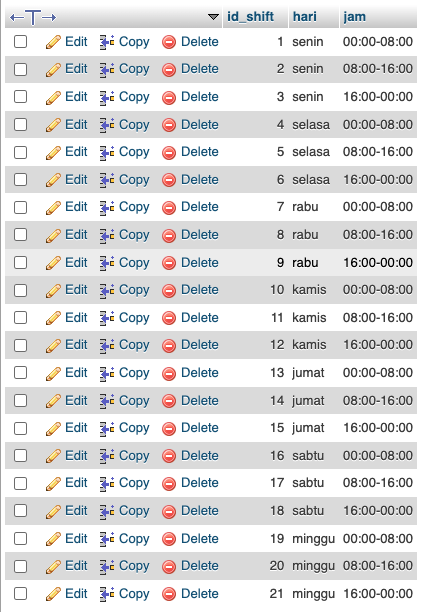 id_shift hari jam
Edit Copy Delete 1 senin 00:00-08:00
Edit Copy Delete 2 senin 08:00-16:00
Edit Copy Delete 3 senin 16:00-00:00
Edit Copy Delete 4 selasa 00:00-08:00
Edit Copy Delete 5 selasa 08:00-16:00
Edit Copy Delete 6 selasa 16:00-00:00
Edit Copy Delete 7 rabu 00:00-08:00
Edit Copy Delete 8 rabu 08:00-16:00
Edit Copy Delete 9 rabu 16:00-00:00
Edit Copy Delete 10 kamis 00:00-08:00
Edit Copy Delete 11 kamis 08:00-16:00
Edit Copy Delete 12 kamis 16:00-00:00
Edit Copy Delete 13 jumat 00:00-08:00
Edit Copy Delete 14 jumat 08:00-16:00
Edit Copy Delete 15 jumat 16:00-00:00
Edit Copy Delete 16 sabtu 00:00-08:00
Edit Copy Delete 17 sabtu 08:00-16:00
Edit Copy Delete 18 sabtu 16:00-00:00
Edit Copy Delete 19 minggu 00:00-08:00
Edit Copy Delete 20 minggu 08:00-16:00
Edit Copy Delete 21 minggu 16:00-00:00